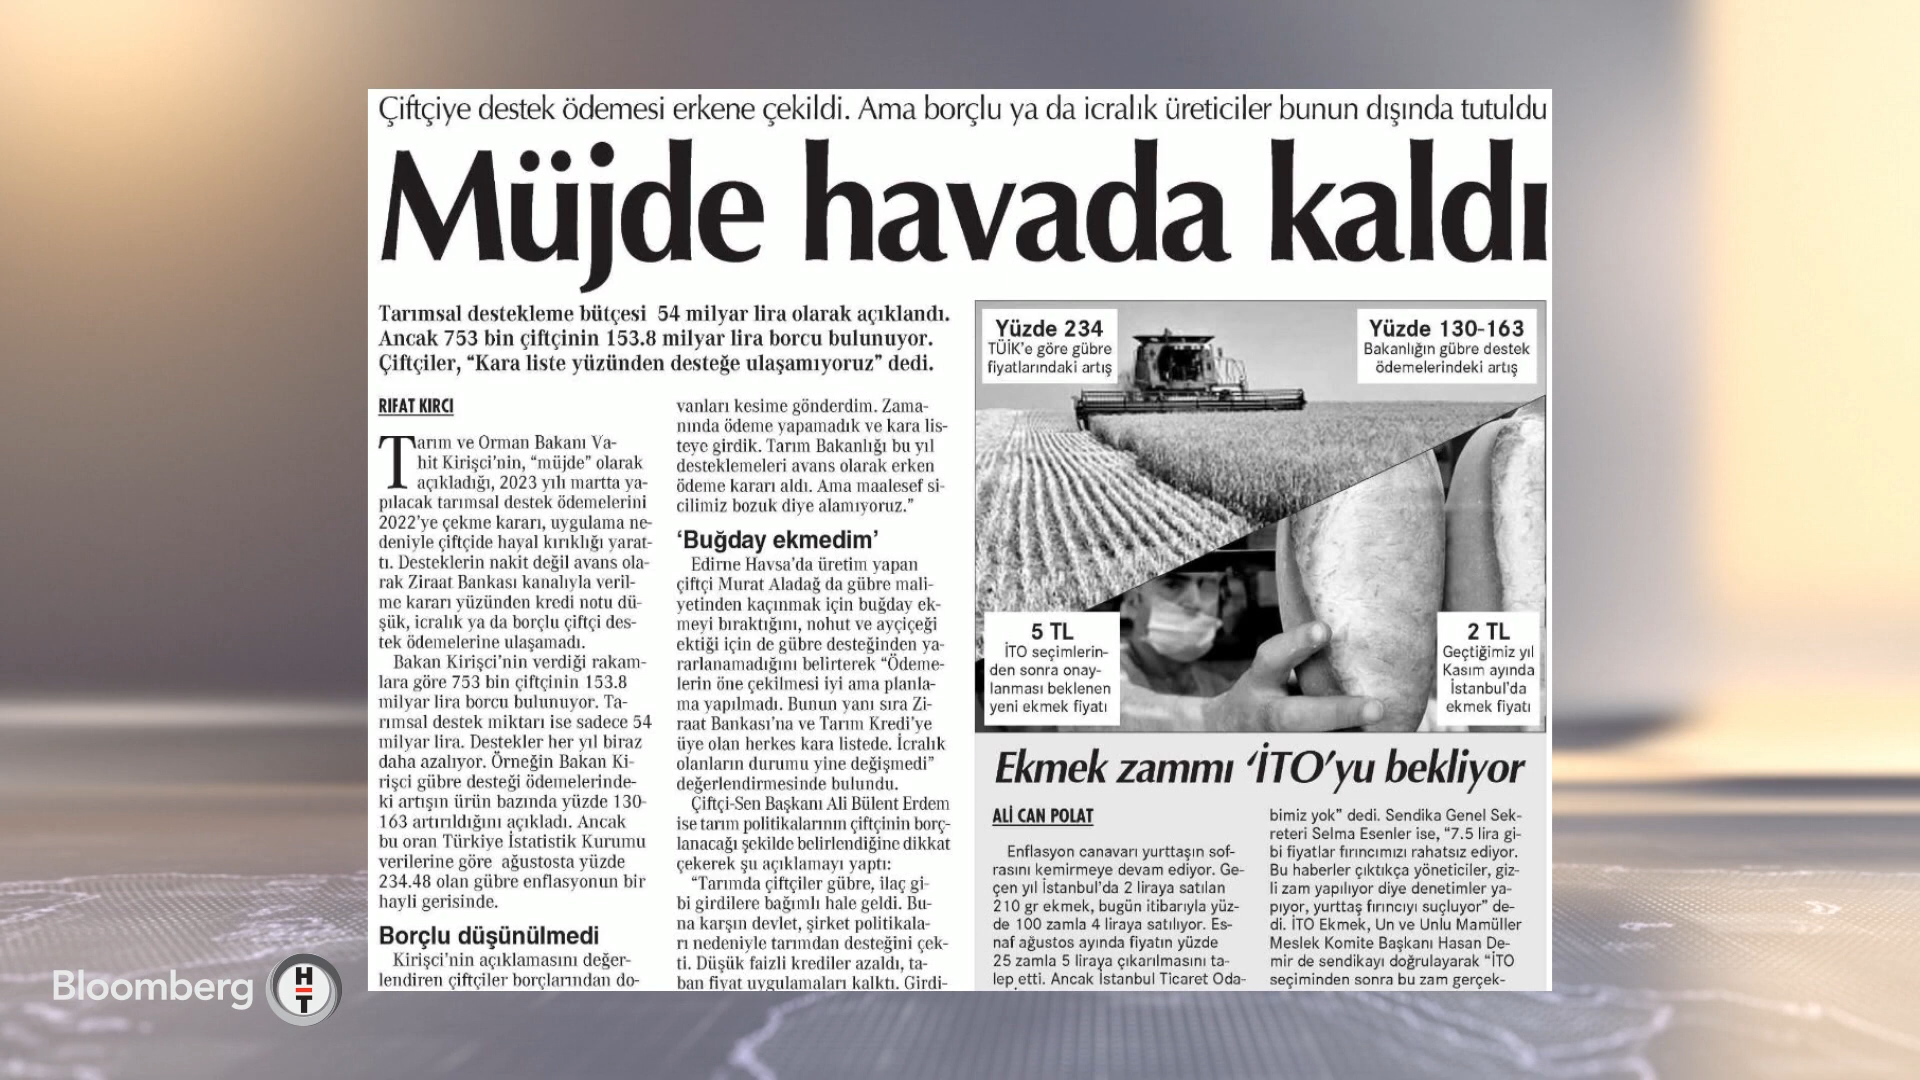 Çiftçiye destek ödemesi erkene çekildi. Ama borçlu ya da icralık üreticiler bunun dışında tutuldu
Müjde havada kaldı
Tarımsal destekleme bütçesi 54 milyar lira olarak açıklandı.
Ancak 753 bin çiftçinin 153.8 milyar lira borcu bulunuyor.
Çiftçiler, “Kara liste yüzünden desteğe ulaşamıyoruz” dedi.
RIFAT KIRCI
Tarım ve Orman Bakanı Va-
hit Kirişci’nin, “müjde” olarak
açıkladığı, 2023 yılı martta ya-
pılacak tarımsal destek ödemelerini
2022’ye çekme kararı, uygulama ne-
deniyle çiftçide hayal kırıklığı yarat-
tı. Desteklerin nakit değil avans ola-
rak Ziraat Bankası kanalıyla veril-
me kararı yüzünden kredi notu dü-
şük, icralık ya da borçlu çiftçi des-
tek ödemelerine ulaşamadı.
Bakan Kirişci’nin verdiği rakam-
lara göre 753 bin çiftçinin 153.8
milyar lira borcu bulunuyor. Ta-
rımsal destek miktarı ise sadece 54
milyar lira. Destekler her yıl biraz
daha azalıyor. Örneğin Bakan Ki-
rişci gübre desteği ödemelerinde-
ki artışın ürün bazında yüzde 130-
163 artırıldığını açıkladı. Ancak
bu oran Türkiye İstatistik Kurumu
verilerine göre ağustosta yüzde
234.48 olan gübre enflasyonun bir
hayli gerisinde.
Borçlu düşünülmedi
Kirişci’nin açıklamasını değer-
lendiren çiftçiler borçlarından do-
vanları kesime gönderdim. Zama-
nında ödeme yapamadık ve kara lis-
teye girdik. Tarım Bakanlığı bu yıl
desteklemeleri avans olarak erken
ödeme kararı aldı. Ama maalesef si-
cilimiz bozuk diye alamıyoruz.”
‘Buğday ekmedim’
Edirne Havsa’da üretim yapan
çiftçi Murat Aladağ da gübre mali-
yetinden kaçınmak için buğday ek-
meyi bıraktığını, nohut ve ayçiçeği
ektiği için de gübre desteğinden ya-
rarlanamadığını belirterek “Ödeme-
lerin öne çekilmesi iyi ama planla-
ma yapılmadı. Bunun yanı sıra Zi-
raat Bankası’na ve Tarım Kredi’ye
üye olan herkes kara listede. İcralık
olanların durumu yine değişmedi”
değerlendirmesinde bulundu.
Çiftçi-Sen Başkanı Ali Bülent Erdem
ise tarım politikalarının çiftçinin borç-
lanacağı şekilde belirlendiğine dikkat
çekerek şu açıklamayı yaptı:
“Tarımda çiftçiler gübre, ilaç gi-
bi girdilere bağımlı hale geldi. Bu-
na karşın devlet, şirket politikala-
rı nedeniyle tarımdan desteğini çek-
ti. Düşük faizli krediler azaldı, ta-
ban fiyat uygulamaları kalktı. Girdi-
Yüzde 234
TÜİK’e göre gübre
fiyatlarındaki artış
Yüzde 130-163
Bakanlığın gübre destek
ödemelerindeki artış
5 TL
İTO seçimlerin-
den sonra onay-
lanması beklenen
yeni ekmek fiyatı
2 TL
Geçtiğimiz yıl
Kasım ayında
İstanbul’da
ekmek fiyatı
Ekmek zammı ‘İTO’yu bekliyor
ALİ CAN POLAT
Enflasyon canavarı yurttaşın sof-
rasını kemirmeye devam ediyor. Ge-
çen yıl İstanbul’da 2 liraya satılan
210 gr ekmek, bugün itibarıyla yüz-
de 100 zamla 4 liraya satılıyor. Es-
naf ağustos ayında fiyatın yüzde
25 zamla 5 liraya çıkarılmasını ta-
lep etti. Ancak İstanbul Ticaret Oda-
bimiz yok” dedi. Sendika Genel Sek-
reteri Selma Esenler ise, “7.5 lira gi-
bi fiyatlar fırıncımızı rahatsız ediyor.
Bu haberler çıktıkça yöneticiler, giz-
li zam yapılıyor diye denetimler ya-
pıyor, yurttaş fırıncıyı suçluyor” de-
di. İTO Ekmek, Un ve Unlu Mamüller
Meslek Komite Başkanı Hasan De-
mir de sendikayı doğrulayarak “İTO
seçiminden sonra bu zam gerçek-
Bloomberg HT